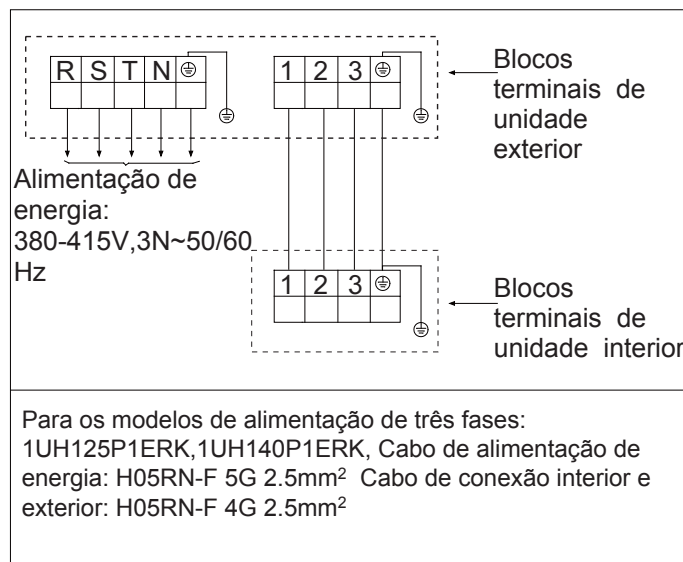 R S T N
1 2 3
Blocos
terminais de
unidade
exterior
Alimentação de
energia:
380-415V,3N~50/60
Hz
1 2 3
Blocos
terminais de
unidade interior
Para os modelos de alimentação de três fases:
1UH125P1ERK,1UH140P1ERK, Cabo de alimentação de
energia: H05RN-F 5G 2.5mm² Cabo de conexão interior e
exterior: H05RN-F 4G 2.5mm²